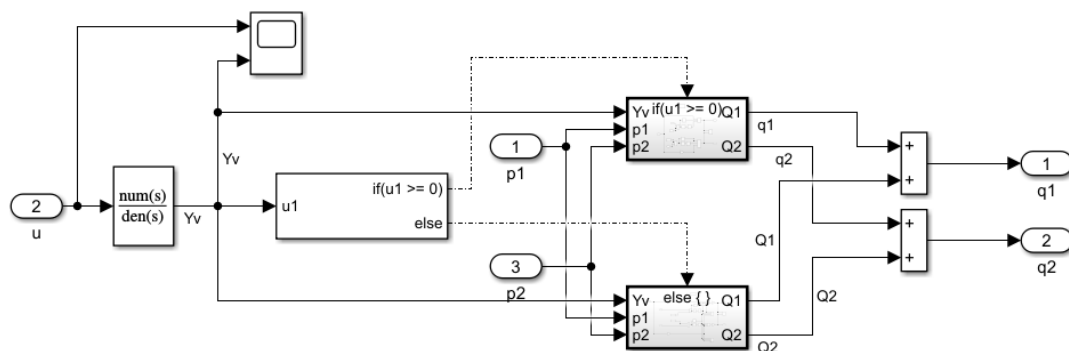 2
u
num(s)
den(s)
Yv
Yv
u1
if(u1 >= 0)
else
1
p1
3
p2
if(u1 >= 0)
Yv
p1
p2
Q1
Q2
else { }
Yv
p1
p2
Q1
Q2
q1
q2
Q1
Q2
Q2
+
+
+
+
1
q1
2
q2